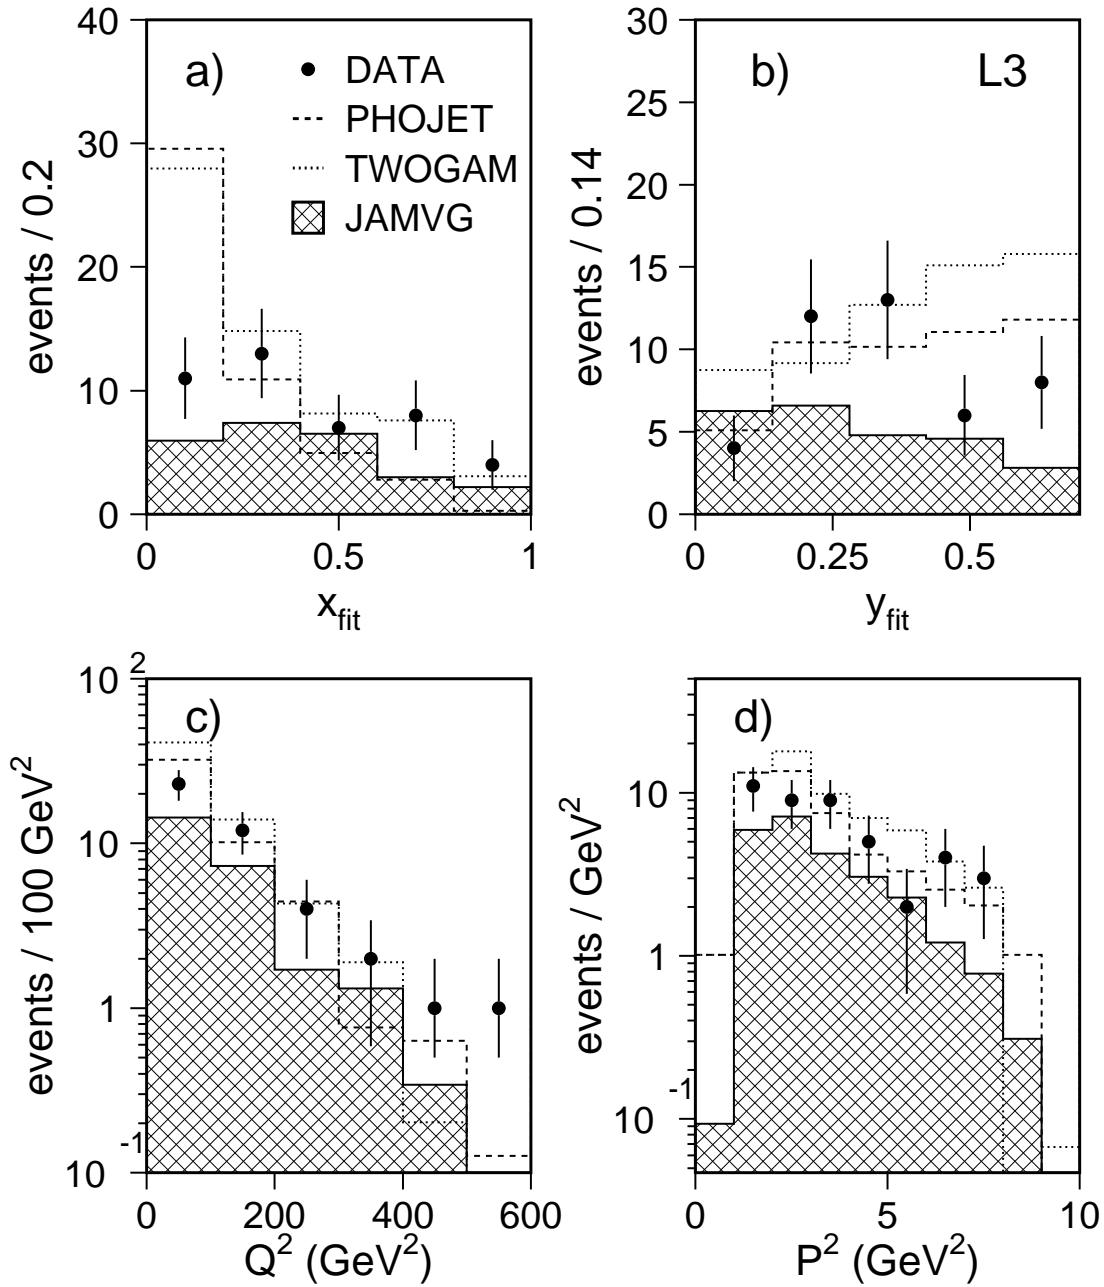 40
30
20
10
0
events / 0.2
a)
DATA
PHOJET
TWOGAM
JAMVG
0
0.5
1
x_fit
30
25
20
15
10
5
0
events / 0.14
b)
L3
0
0.25
0.5
y_fit
10^2
10
1
10^-1
events / 100 GeV^2
c)
0
200
400
600
Q^2 (GeV^2)
10
1
10^-1
events / GeV^2
d)
0
5
10
P^2 (GeV^2)